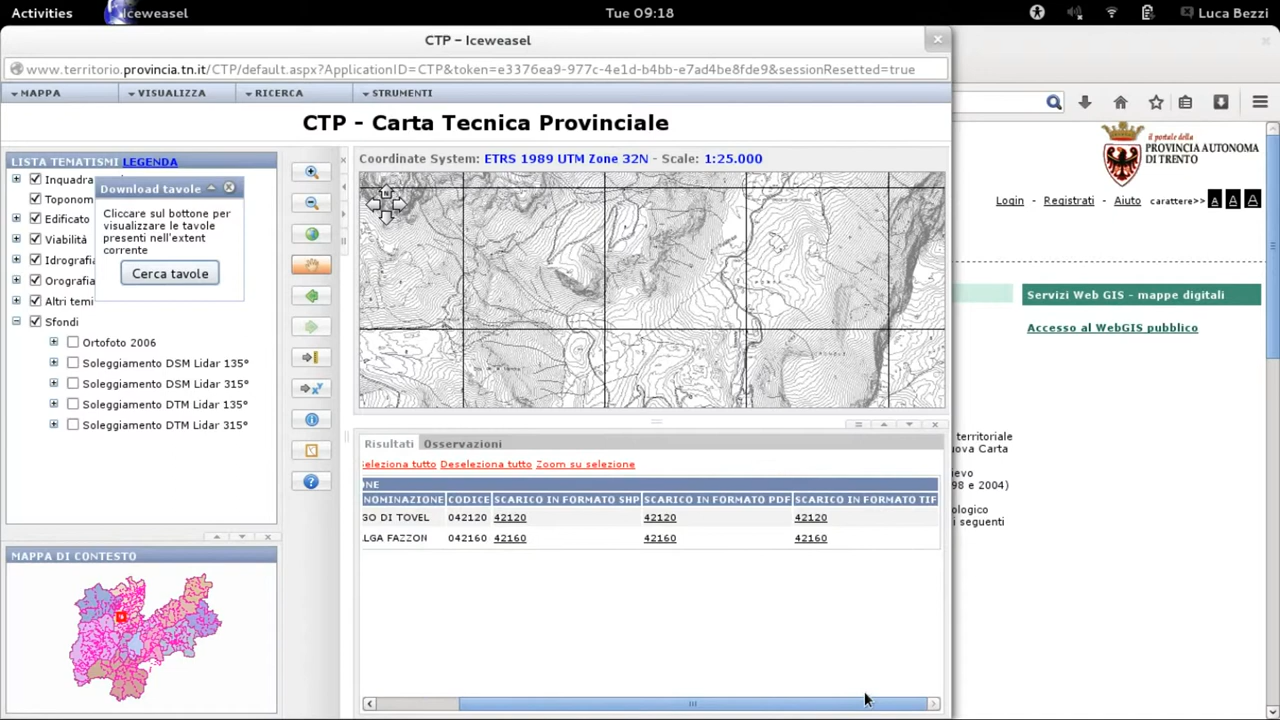 Activities
Iceweasel
Tue 09:18
Luca Bezzi
CTP - Iceweasel
www.territorio.provincia.tn.it/CTP/default.aspx?ApplicationID=CTP&token=e3376ea9-977c-4e1d-b4bb-e7ad4be8fde9&sessionResetted=true
MAPPA
VISUALIZZA
RICERCA
STRUMENTI
CTP - Carta Tecnica Provinciale
LISTA TEMATISMI LEGENDA
Inquadra
Toponom
Edificato
Viabilità
Idrografia
Orografia
Altri temi
Sfondi
Ortofoto 2006
Soleggiamento DSM Lidar 135°
Soleggiamento DSM Lidar 315°
Soleggiamento DTM Lidar 135°
Soleggiamento DTM Lidar 315°
Download tavole
Cliccare sul bottone per
visualizzare le tavole
presenti nell'extent
corrente
Cerca tavole
MAPPA DI CONTESTO
Coordinate System: ETRS 1989 UTM Zone 32N - Scale: 1:25.000
Risultati
Osservazioni
eleziona tutto Deseleziona tutto Zoom su selezione
ONE
NOMINAZIONE CODICE SCARICO IN FORMATO SHP SCARICO IN FORMATO PDF SCARICO IN FORMATO TIF
GO DI TOVEL 042120 42120 42120 42120
LGA FAZZON 042160 42160 42160 42160
il portale della
PROVINCIA AUTONOMA
DI TRENTO
Login - Registrati - Aiuto carattere>> A A A
Servizi Web GIS - mappe digitali
Accesso al WebGIS pubblico
territoriale
uova Carta
ievo
98 e 2004)
ologico
i seguenti